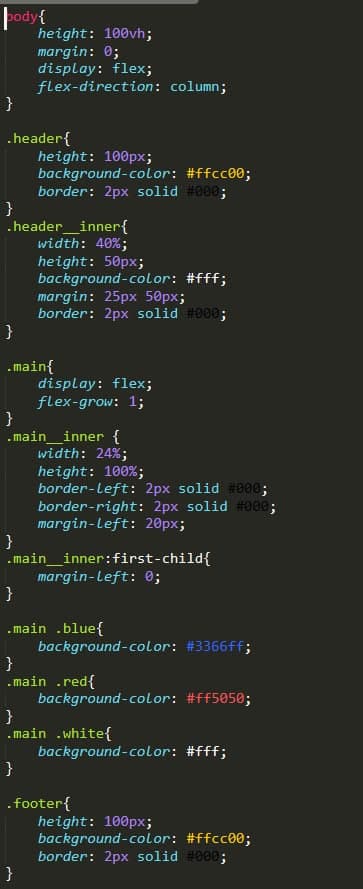 body{
    height: 100vh;
    margin: 0;
    display: flex;
    flex-direction: column;
}

.header{
    height: 100px;
    background-color: #ffcc00;
    border: 2px solid #000;
}
.header__inner{
    width: 40%;
    height: 50px;
    background-color: #fff;
    margin: 25px 50px;
    border: 2px solid #000;
}

.main{
    display: flex;
    flex-grow: 1;
}
.main__inner {
    width: 24%;
    height: 100%;
    border-left: 2px solid #000;
    border-right: 2px solid #000;
    margin-left: 20px;
}
.main__inner:first-child{
    margin-left: 0;
}

.main .blue{
    background-color: #3366ff;
}
.main .red{
    background-color: #ff5050;
}
.main .white{
    background-color: #fff;
}

.footer{
    height: 100px;
    background-color: #ffcc00;
    border: 2px solid #000;
}